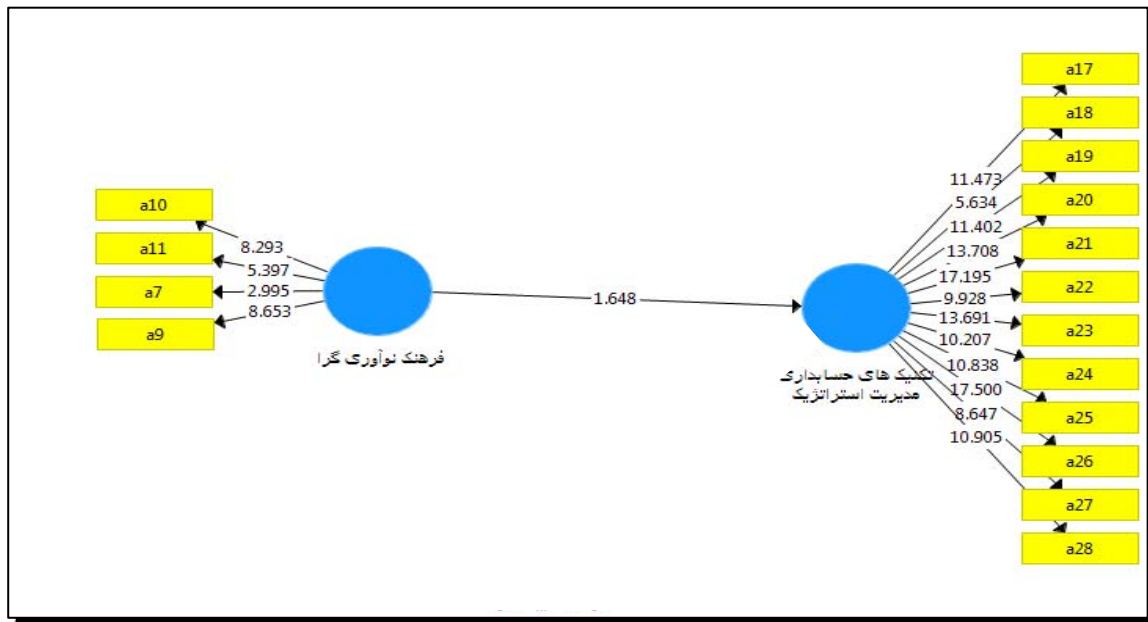 a10
a11
a7
a9
8.293
5.397
2.995
8.653
فرهنگ نوآوری گرا
1.648
تکنیک های حسابداری
مدیریت استراتژیک
11.473
5.634
11.402
13.708
17.195
9.928
13.691
10.207
10.838
17.500
8.647
10.905
a17
a18
a19
a20
a21
a22
a23
a24
a25
a26
a27
a28